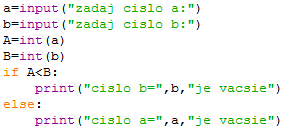 a=input("zadaj cislo a:")
b=input("zadaj cislo b:")
A=int(a)
B=int(b)
if A<B:
    print("cislo b=",b,"je vacsie")
else:
    print("cislo a=",a,"je vacsie")